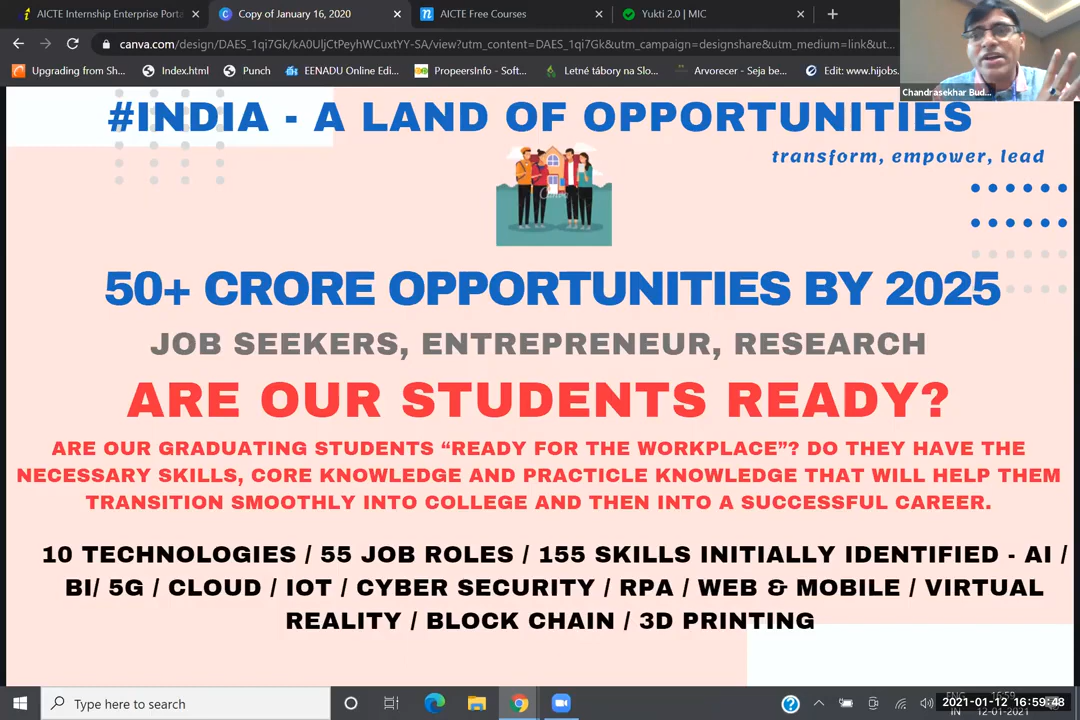 AICTE Internship Enterprise Porta
Copy of January 16, 2020
AICTE Free Courses
Yukti 2.0 | MIC
canva.com/design/DAES_1qi7Gk/kA0UljCtPeyhWCuxtYY-SA/view?utm_content=DAES_1qi7Gk&utm_campaign=designshare&utm_medium=link&ut...
Upgrading from Sh...
Index.html
Punch
EENADU Online Edi...
PropeersInfo - Soft...
Letné tábory na Slo...
Arvorecer - Seja be...
Edit: www.hijobs.
Chandrasekhar Bud...
#INDIA - A LAND OF OPPORTUNITIES
transform, empower, lead
50+ CRORE OPPORTUNITIES BY 2025
JOB SEEKERS, ENTREPRENEUR, RESEARCH
ARE OUR STUDENTS READY?
ARE OUR GRADUATING STUDENTS “READY FOR THE WORKPLACE”? DO THEY HAVE THE
NECESSARY SKILLS, CORE KNOWLEDGE AND PRACTICLE KNOWLEDGE THAT WILL HELP THEM
TRANSITION SMOOTHLY INTO COLLEGE AND THEN INTO A SUCCESSFUL CAREER.
10 TECHNOLOGIES / 55 JOB ROLES / 155 SKILLS INITIALLY IDENTIFIED - AI /
BI/ 5G / CLOUD / IOT / CYBER SECURITY / RPA / WEB & MOBILE / VIRTUAL
REALITY / BLOCK CHAIN / 3D PRINTING
Type here to search
ENG
IN
16:59
12-01-2021
2021-01-12 16:59:48